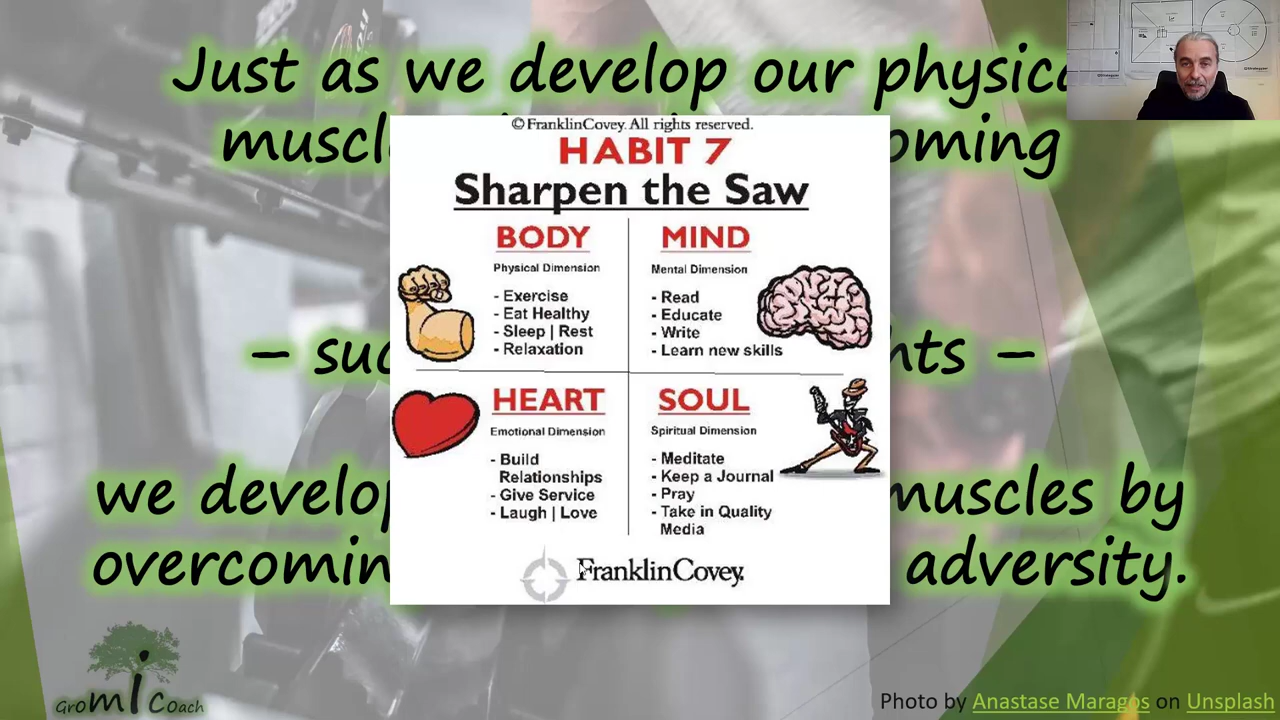 Just as we develop our physic
muscl
oming
– suc
nts –
we develop
muscles by
overcomin
adversity.
© FranklinCovey. All rights reserved.
HABIT 7
Sharpen the Saw
BODY
Physical Dimension
- Exercise
- Eat Healthy
- Sleep | Rest
- Relaxation
MIND
Mental Dimension
- Read
- Educate
- Write
- Learn new skills
HEART
Emotional Dimension
- Build
Relationships
- Give Service
- Laugh | Love
SOUL
Spiritual Dimension
- Meditate
- Keep a Journal
- Pray
- Take in Quality
Media
FranklinCovey.
GroMiCoach
Photo by Anastase Maragos on Unsplash